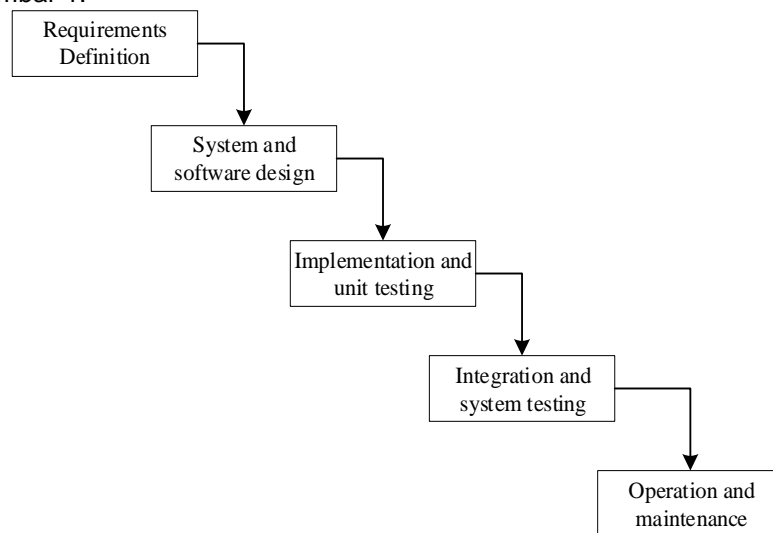 Requirements
Definition
System and
software design
Implementation and
unit testing
Integration and
system testing
Operation and
maintenance